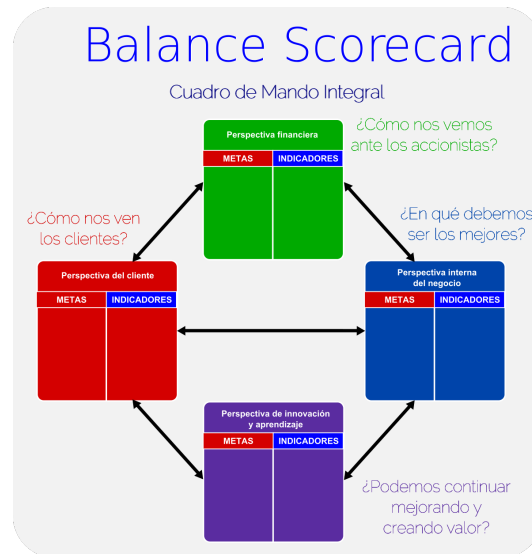 Balance Scorecard
Cuadro de Mando Integral
Perspectiva financiera
METAS INDICADORES
¿Cómo nos vemos
ante los accionistas?
¿Cómo nos ven
los clientes?
¿En qué debemos
ser los mejores?
Perspectiva del cliente
METAS INDICADORES
Perspectiva interna
del negocio
METAS INDICADORES
Perspectiva de innovación
y aprendizaje
METAS INDICADORES
¿Podemos continuar
mejorando y
creando valor?